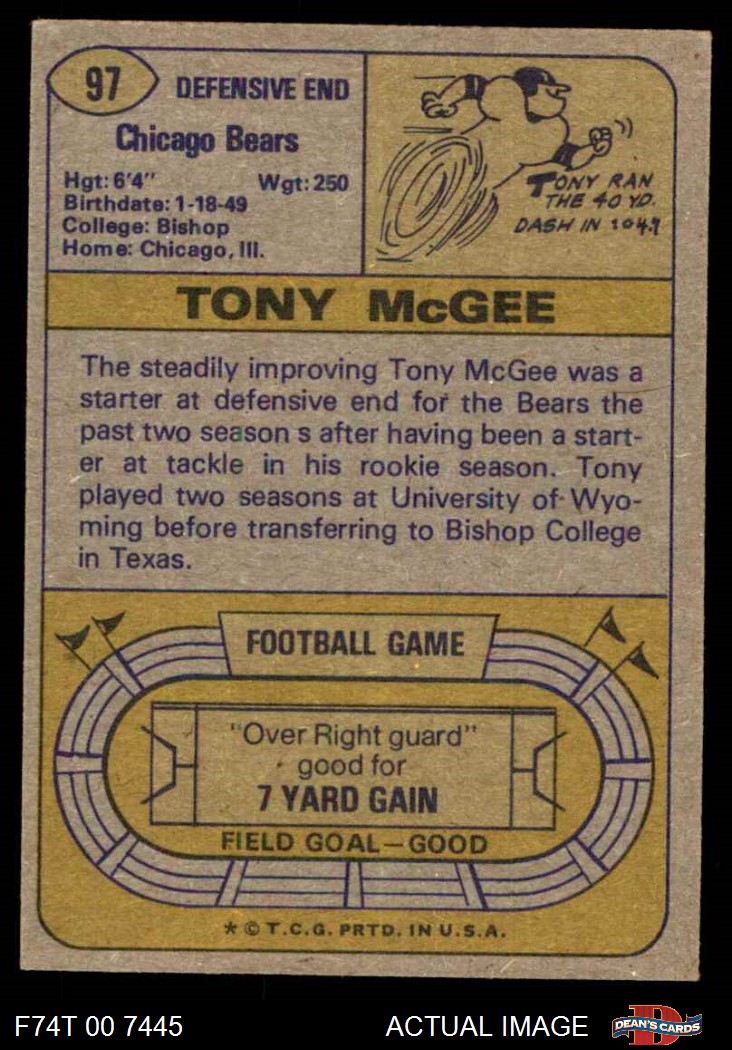 97
DEFENSIVE END
Chicago Bears
Hgt: 6'4" Wgt: 250
Birthdate: 1-18-49
College: Bishop
Home: Chicago, Ill.
TONY RAN
THE 40 YD.
DASH IN
TONY McGEE
The steadily improving Tony McGee was a
starter at defensive end for the Bears the
past two season s after having been a start-
er at tackle in his rookie season. Tony
played two seasons at University of Wyo-
ming before transferring to Bishop College
in Texas.
FOOTBALL GAME
"Over Right guard"
good for
7 YARD GAIN
FIELD GOAL—GOOD
* © T.C.G. PRTD. IN U.S.A.
F74T 00 7445 ACTUAL IMAGE
D
DEAN'S CARDS